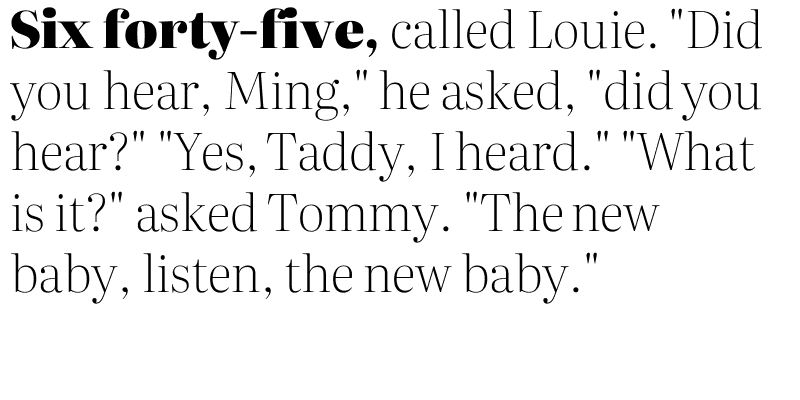 Six forty-five, called Louie. "Did
you hear, Ming," he asked, "did you
hear?" "Yes, Taddy, I heard." "What
is it?" asked Tommy. "The new
baby, listen, the new baby."